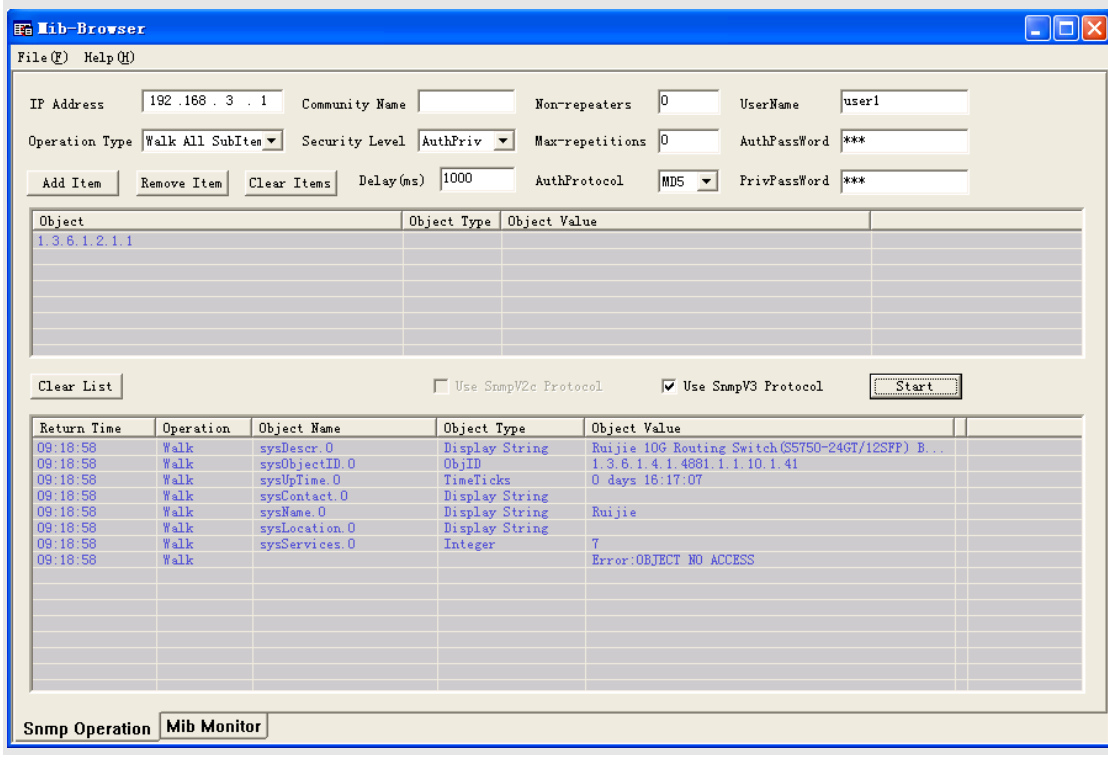 Mib-Browser
File(F) Help(H)
IP Address 192 .168 . 3 . 1 Community Name Non-repeaters 0 UserName user1
Operation Type Walk All SubItem Security Level AuthPriv Max-repetitions 0 AuthPassWord ***
Add Item Remove Item Clear Items Delay(ms) 1000 AuthProtocol MD5 PrivPassWord ***
Object Object Type Object Value
1.3.6.1.2.1.1
Clear List Use SnmpV2c Protocol Use SnmpV3 Protocol Start
Return Time Operation Object Name Object Type Object Value
09:18:58 Walk sysDescr.0 Display String Ruijie 10G Routing Switch(S5750-24GT/12SFP) B...
09:18:58 Walk sysObjectID.0 ObjID 1.3.6.1.4.1.4881.1.1.10.1.41
09:18:58 Walk sysUpTime.0 TimeTicks 0 days 16:17:07
09:18:58 Walk sysContact.0 Display String
09:18:58 Walk sysName.0 Display String Ruijie
09:18:58 Walk sysLocation.0 Display String
09:18:58 Walk sysServices.0 Integer 7
09:18:58 Walk Error:OBJECT NO ACCESS
Snmp Operation Mib Monitor